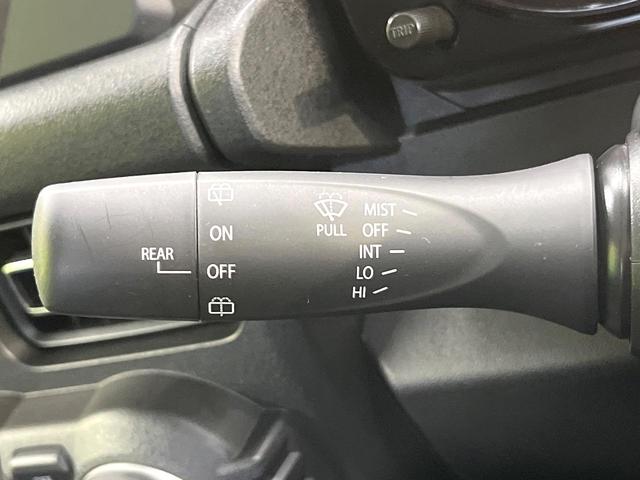 TRIP
ON
REAR
OFF
PULL
MIST
OFF
INT
LO
HI